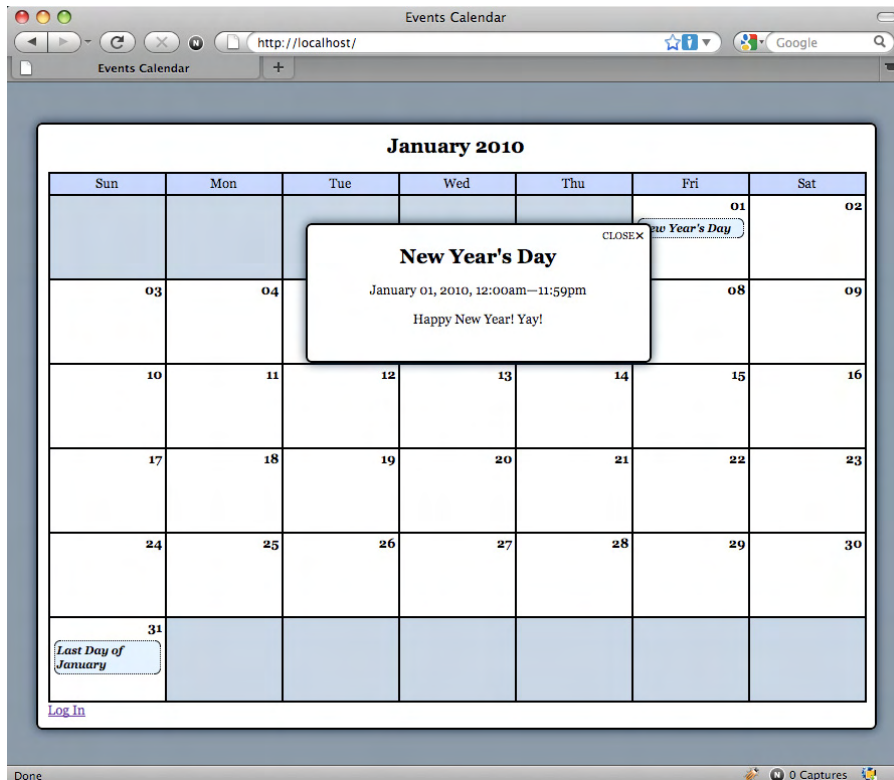 Events Calendar
http://localhost/
Google
Events Calendar
January 2010
Sun Mon Tue Wed Thu Fri Sat
01 02
ew Year's Day
CLOSE✕
New Year's Day
January 01, 2010, 12:00am—11:59pm
Happy New Year! Yay!
03 04 08 09
10 11 12 13 14 15 16
17 18 19 20 21 22 23
24 25 26 27 28 29 30
31
Last Day of
January
Log In
Done
N 0 Captures